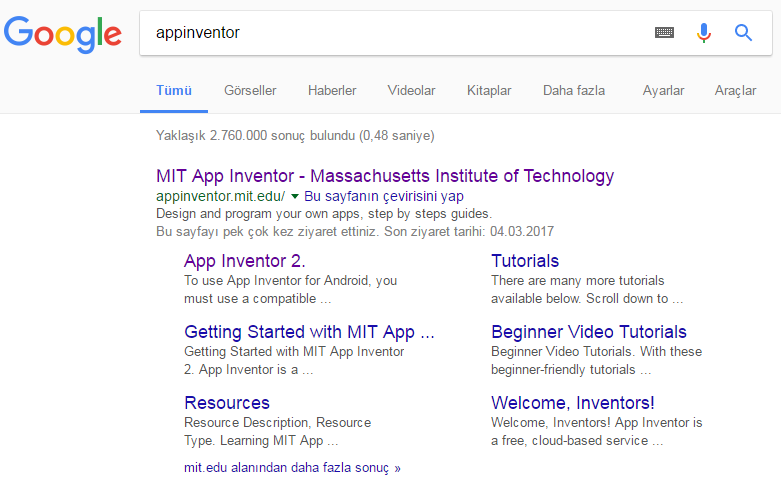 Google
appinventor
Tümü Görseller Haberler Videolar Kitaplar Daha fazla Ayarlar Araçlar
Yaklaşık 2.760.000 sonuç bulundu (0,48 saniye)
MIT App Inventor - Massachusetts Institute of Technology
appinventor.mit.edu/ Bu sayfanın çevirisini yap
Design and program your own apps, step by steps guides.
Bu sayfayı pek çok kez ziyaret ettiniz. Son ziyaret tarihi: 04.03.2017
App Inventor 2.
To use App Inventor for Android, you
must use a compatible ...
Tutorials
There are many more tutorials
available below. Scroll down to ...
Getting Started with MIT App ...
Getting Started with MIT App Inventor
2. App Inventor is a ...
Beginner Video Tutorials
Beginner Video Tutorials. With these
beginner-friendly tutorials ...
Resources
Resource Description, Resource
Type. Learning MIT App ...
Welcome, Inventors!
Welcome, Inventors! App Inventor is
a free, cloud-based service ...
mit.edu alanından daha fazla sonuç »